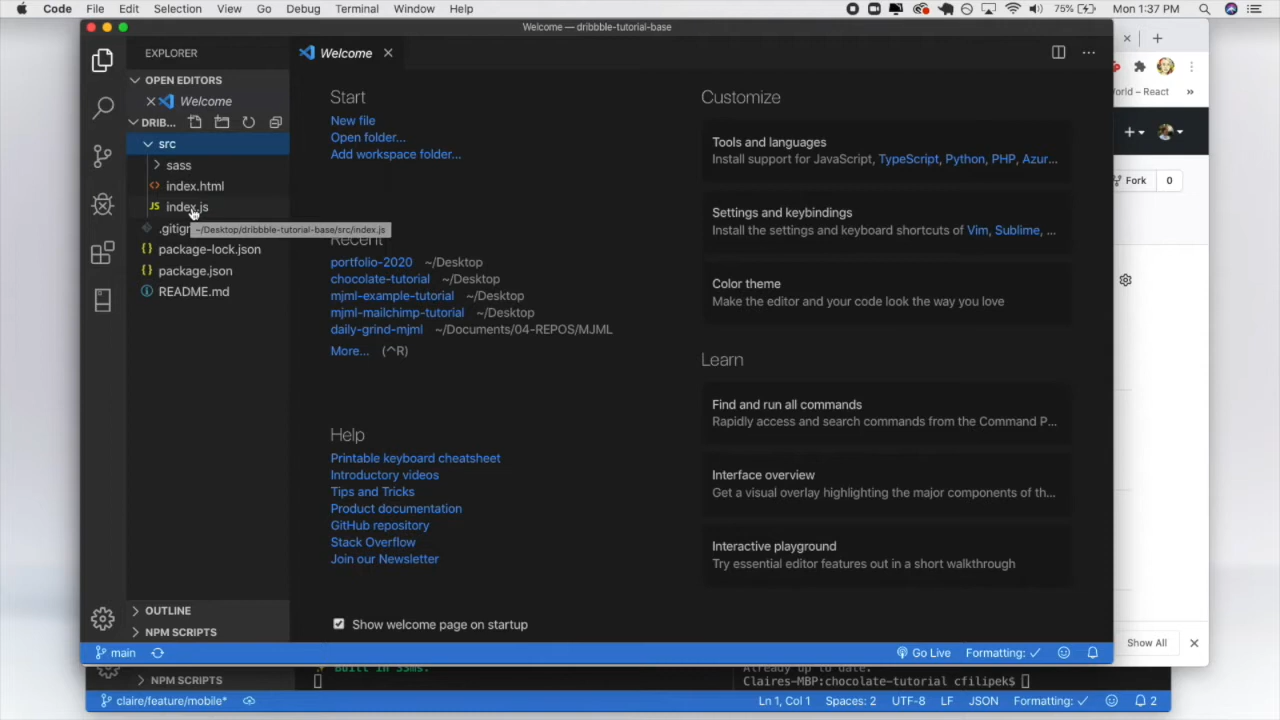 Code File Edit Selection View Go Debug Terminal Window Help 75% Mon 1:37 PM
Welcome — dribbble-tutorial-base
EXPLORER
Welcome
OPEN EDITORS
Welcome
DRIB...
src
sass
index.html
index.js
.gitigr
~/Desktop/dribbble-tutorial-base/src/index.js
package-lock.json
package.json
README.md
OUTLINE
NPM SCRIPTS
Start
New file
Open folder...
Add workspace folder...
Recent
portfolio-2020 ~/Desktop
chocolate-tutorial ~/Desktop
mjml-example-tutorial ~/Desktop
mjml-mailchimp-tutorial ~/Desktop
daily-grind-mjml ~/Documents/04-REPOS/MJML
More... (^R)
Help
Printable keyboard cheatsheet
Introductory videos
Tips and Tricks
Product documentation
GitHub repository
Stack Overflow
Join our Newsletter
Show welcome page on startup
Customize
Tools and languages
Install support for JavaScript, TypeScript, Python, PHP, Azur...
Settings and keybindings
Install the settings and keyboard shortcuts of Vim, Sublime, ...
Color theme
Make the editor and your code look the way you love
Learn
Find and run all commands
Rapidly access and search commands from the Command P...
Interface overview
Get a visual overlay highlighting the major components of th...
Interactive playground
Try essential editor features out in a short walkthrough
main
Go Live Formatting: ✓
orld – React »
Fork 0
Show All
NPM SCRIPTS
Built in 35ms.
Already up to date.
Claires-MBP:chocolate-tutorial cfilipek$
claire/feature/mobile*
Ln 1, Col 1 Spaces: 2 UTF-8 LF JSON Formatting: ✓ 2